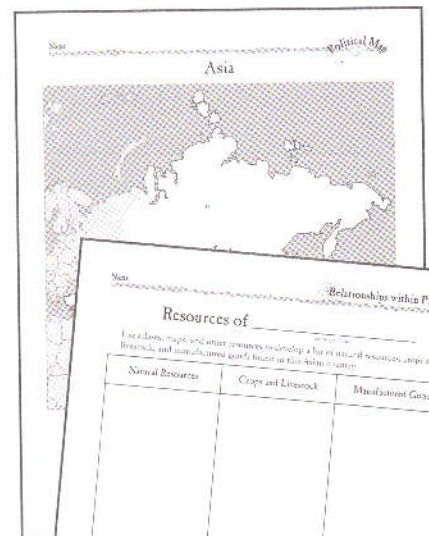 Name
Political Map
Asia
Name
Relationships within P
Resources of
Use atlases, maps, and other resources to develop a list of natural resources, crops a
livestock, and manufactured goods found in this Asian country.
Natural Resources
Crops and Livestock
Manufactured Goo